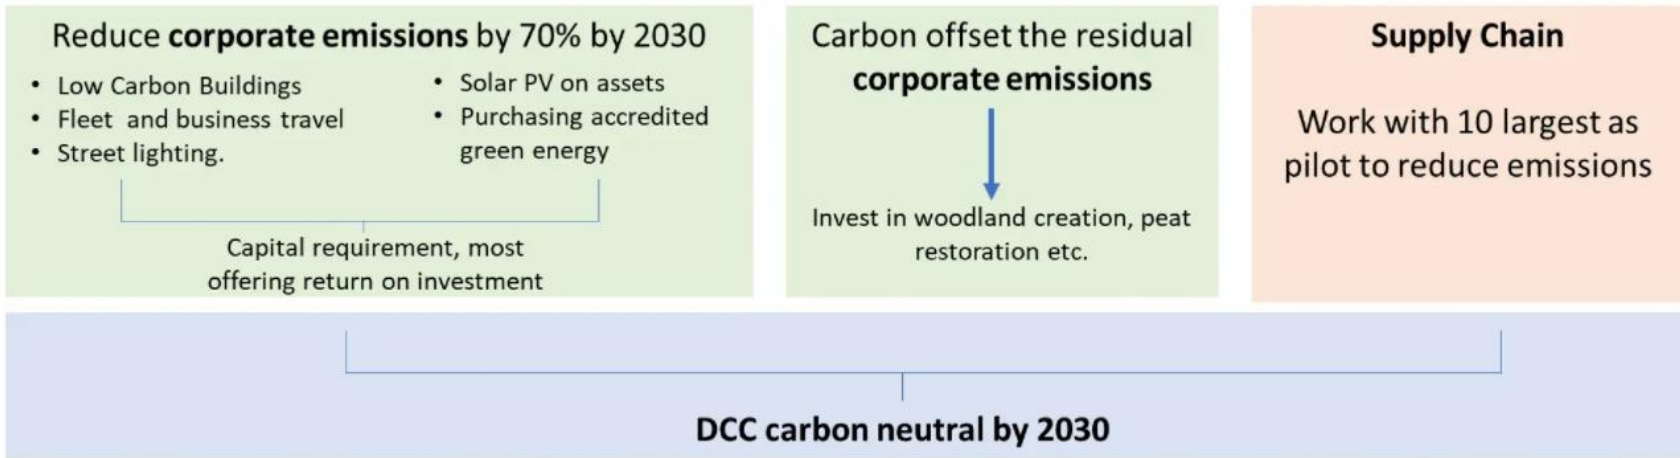 Reduce corporate emissions by 70% by 2030
• Low Carbon Buildings
• Fleet and business travel
• Street lighting.
• Solar PV on assets
• Purchasing accredited
green energy
Capital requirement, most
offering return on investment
Carbon offset the residual
corporate emissions
Invest in woodland creation, peat
restoration etc.
Supply Chain
Work with 10 largest as
pilot to reduce emissions
DCC carbon neutral by 2030